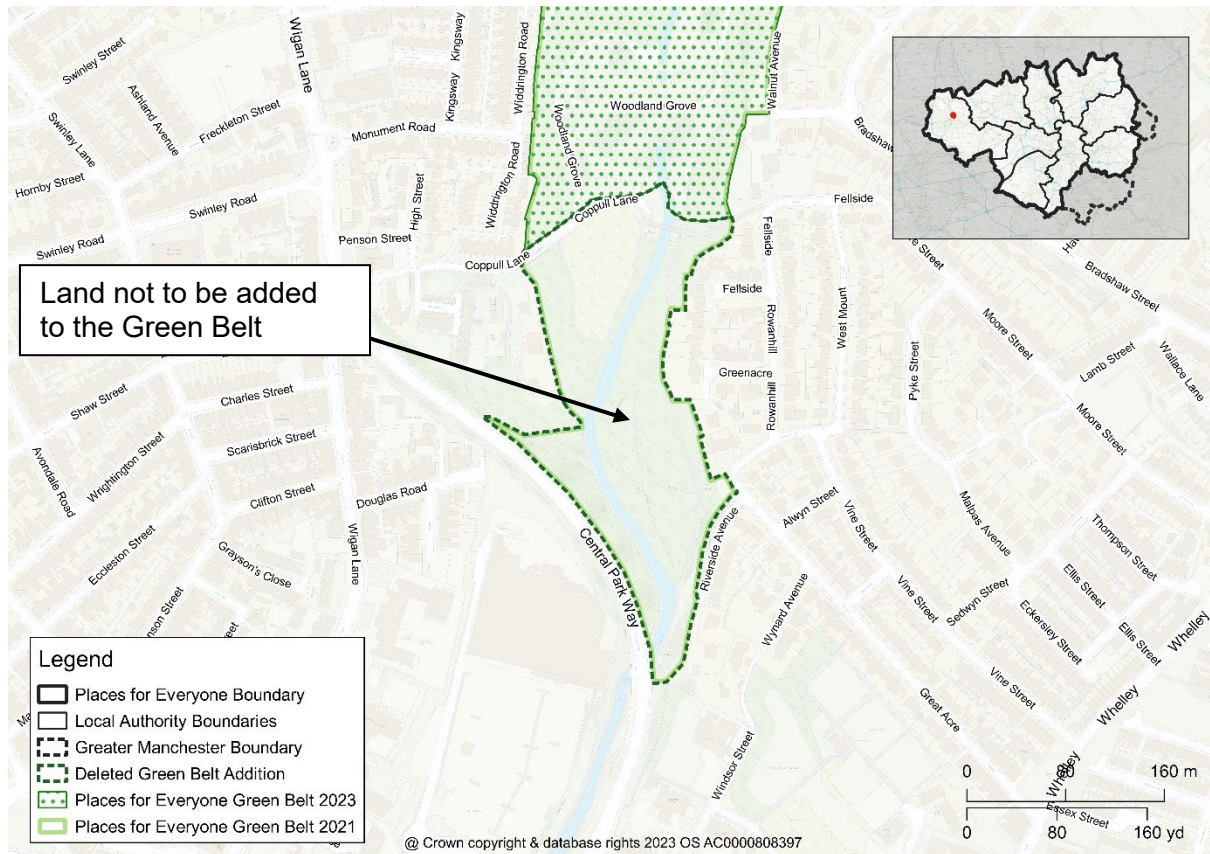 Swinley Street
Wigan Lane
Kingsway
Kingsway
Widdrington Road
Walnut Avenue
Ashland Avenue
Freckleton Street
Woodland Grove
Woodland Grove
Swinley Lane
Monument Road
Hornby Street
Swinley Road
High Street
Widdrington Road
Coppull Lane
Fellside
Swinley Road
Penson Street
Coppull Lane
Fellside
Bradshaw Street
Land not to be added
to the Green Belt
Fellside
Rowanhill
West Mount
Moore Street
Pyke Street
Lamb Street
Wallace Lane
Shaw Street
Charles Street
Greenacre
Rowanhill
Moore Street
Avondale Road
Wrightington Street
Scarisbrick Street
Clifton Street
Douglas Road
Alwyn Street
Vine Street
Malpas Avenue
Thompson Street
Eccleston Street
Grayson's Close
Wigan Lane
Central Park Way
Riverside Avenue
Wynard Avenue
Vine Street
Sedwyn Street
Ellis Street
Eckersley Street
Ellis Street
Whelley
Vine Street
Whelley
Great Acre
Windsor Street
Whelley
Essex Street
Legend
Places for Everyone Boundary
Local Authority Boundaries
Greater Manchester Boundary
Deleted Green Belt Addition
Places for Everyone Green Belt 2023
Places for Everyone Green Belt 2021
0 80 160 m
0 80 160 yd
@ Crown copyright & database rights 2023 OS AC0000808397